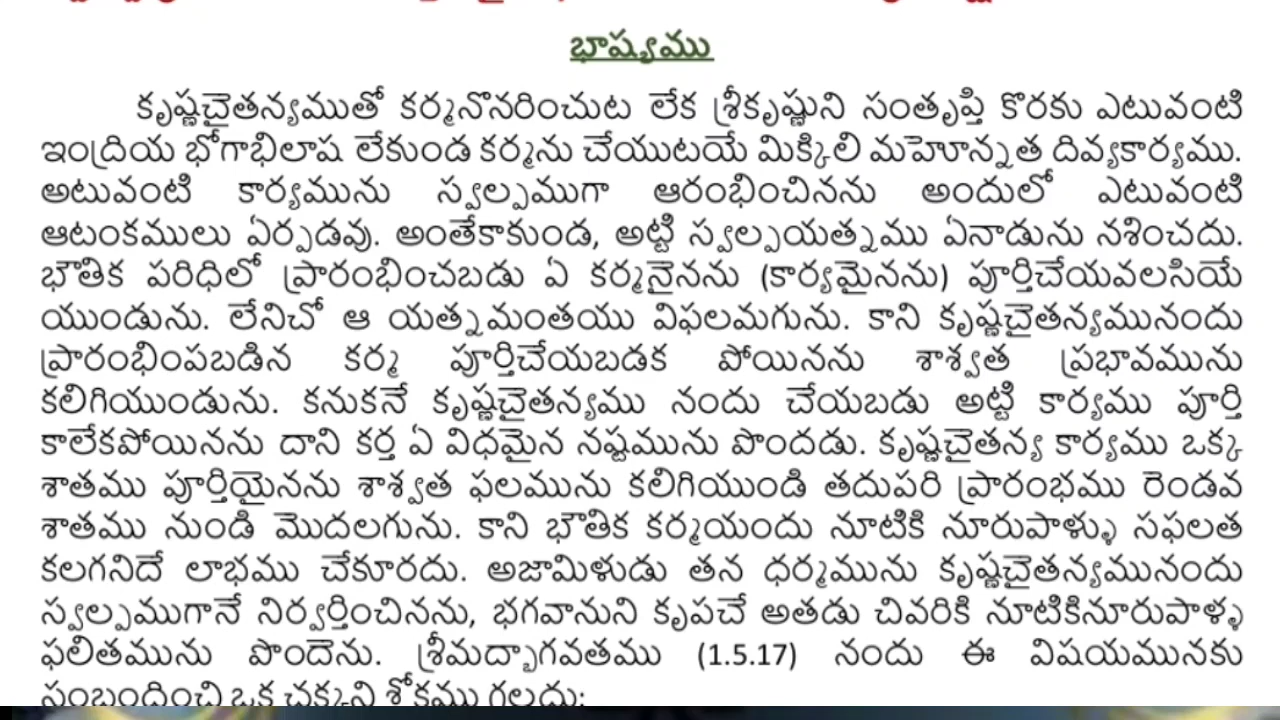 భాష్యము
కృష్ణచైతన్యముతో కర్మనొనరించుట లేక శ్రీకృష్ణుని సంతృప్తి కొరకు ఎటువంటి
ఇంద్రియ భోగాభిలాష లేకుండ కర్మను చేయుటయే మిక్కిలి మహెూన్నత దివ్యకార్యము.
అటువంటి కార్యమును స్వల్పముగా ఆరంభించినను అందులో ఎటువంటి
ఆటంకములు ఏర్పడవు. అంతేకాకుండ, అట్టి స్వల్పయత్నము ఏనాడును నశించదు.
భౌతిక పరిధిలో ప్రారంభించబడు ఏ కర్మనైనను (కార్యమైనను) పూర్తిచేయవలసియే
యుండును. లేనిచో ఆ యత్నమంతయు విఫలమగును. కాని కృష్ణచైతన్యమునందు
ప్రారంభింపబడిన కర్మ పూర్తిచేయబడక పోయినను శాశ్వత ప్రభావమును
కలిగియుండును. కనుకనే కృష్ణచైతన్యము నందు చేయబడు అట్టి కార్యము పూర్తి
కాలేకపోయినను దాని కర్త ఏ విధమైన నష్టమును పొందడు. కృష్ణచైతన్య కార్యము ఒక్క
శాతము పూర్తియైనను శాశ్వత ఫలమును కలిగియుండి తదుపరి ప్రారంభము రెండవ
శాతము నుండి మొదలగును. కాని భౌతిక కర్మయందు నూటికి నూరుపాళ్ళు సఫలత
కలగనిదే లాభము చేకూరదు. అజామిళుడు తన ధర్మమును కృష్ణచైతన్యమునందు
స్వల్పముగానే నిర్వర్తించినను, భగవానుని కృపచే అతడు చివరికి నూటికినూరుపాళ్ళ
ఫలితమును పొందెను. శ్రీమద్భాగవతము (1.5.17) నందు ఈ విషయమునకు
సంబంధించి ఒక చక్కని శ్లోకము గలదు: